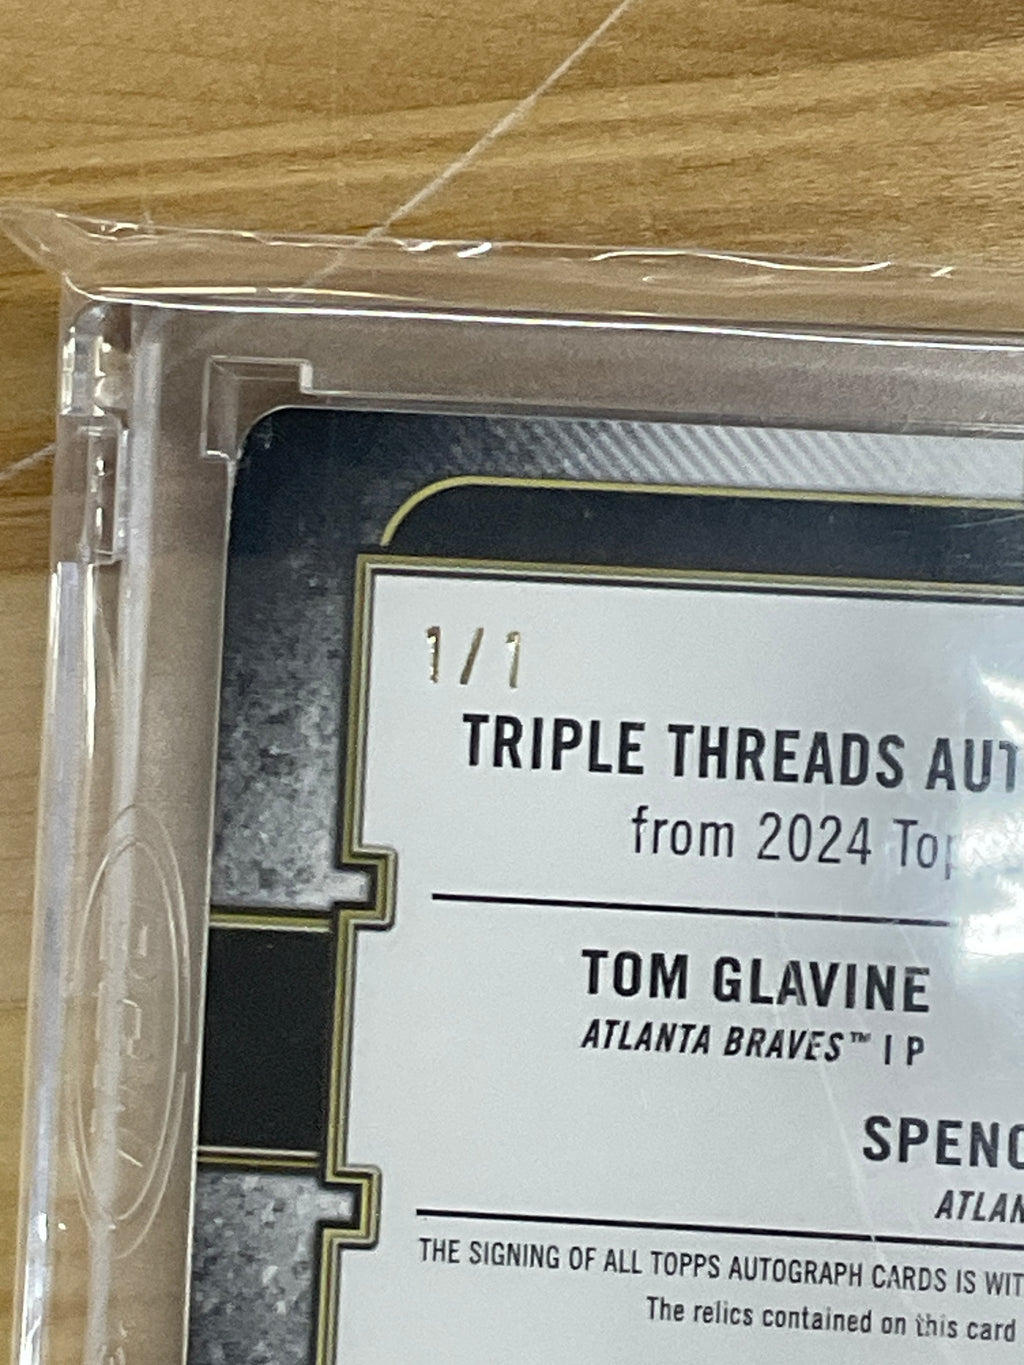 1/1
TRIPLE THREADS AUT
from 2024 Top
TOM GLAVINE
ATLANTA BRAVES™ | P
SPENC
ATLAN
THE SIGNING OF ALL TOPPS AUTOGRAPH CARDS IS WIT
The relics contained on this card